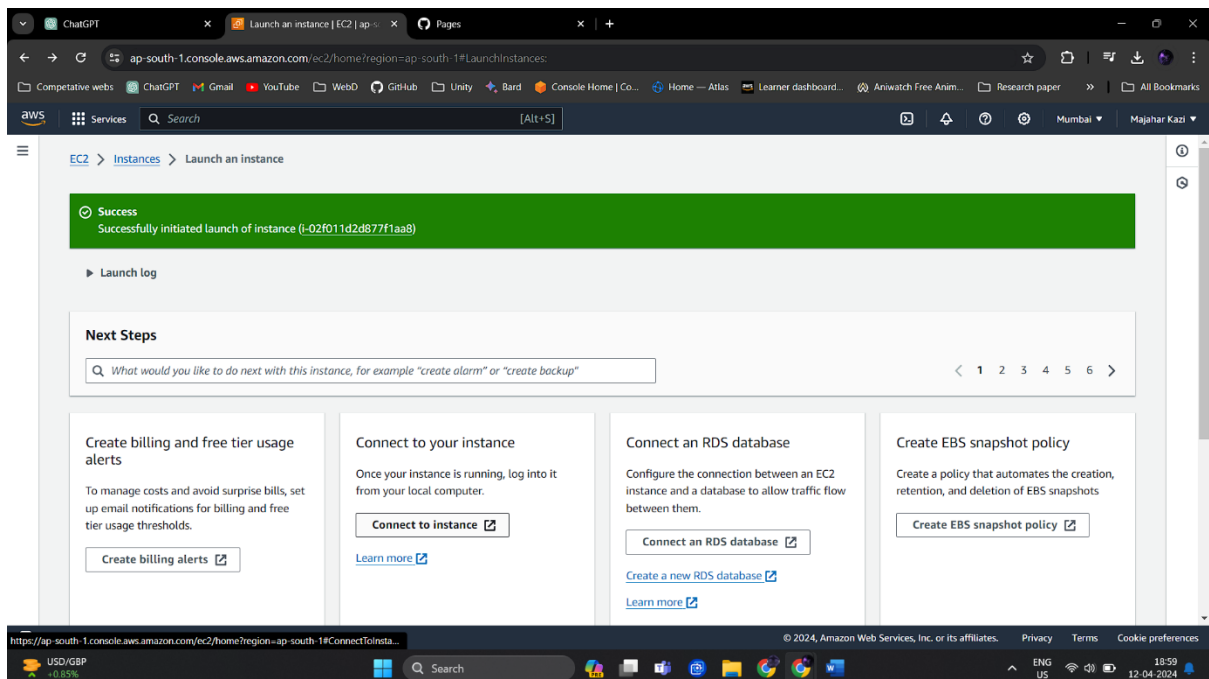 ChatGPT
Launch an instance | EC2 | ap-so
Pages
ap-south-1.console.aws.amazon.com/ec2/home?region=ap-south-1#LaunchInstances:
Competative webs ChatGPT Gmail YouTube WebD GitHub Unity Bard Console Home | Co... Home — Atlas Learner dashboard... Aniwatch Free Anim... Research paper » All Bookmarks
aws Services Search [Alt+S] Mumbai ▼ Majahar Kazi ▼
EC2 > Instances > Launch an instance
Success
Successfully initiated launch of instance (i-02f011d2d877f1aa8)
Launch log
Next Steps
What would you like to do next with this instance, for example "create alarm" or "create backup"
1 2 3 4 5 6
Create billing and free tier usage
alerts
To manage costs and avoid surprise bills, set
up email notifications for billing and free
tier usage thresholds.
Create billing alerts
Connect to your instance
Once your instance is running, log into it
from your local computer.
Connect to instance
Learn more
Connect an RDS database
Configure the connection between an EC2
instance and a database to allow traffic flow
between them.
Connect an RDS database
Create a new RDS database
Learn more
Create EBS snapshot policy
Create a policy that automates the creation,
retention, and deletion of EBS snapshots
Create EBS snapshot policy
https://ap-south-1.console.aws.amazon.com/ec2/home?region=ap-south-1#ConnectToInsta...
© 2024, Amazon Web Services, Inc. or its affiliates. Privacy Terms Cookie preferences
USD/GBP
+0.85%
Search
PRE
ENG
US
18:59
12-04-2024